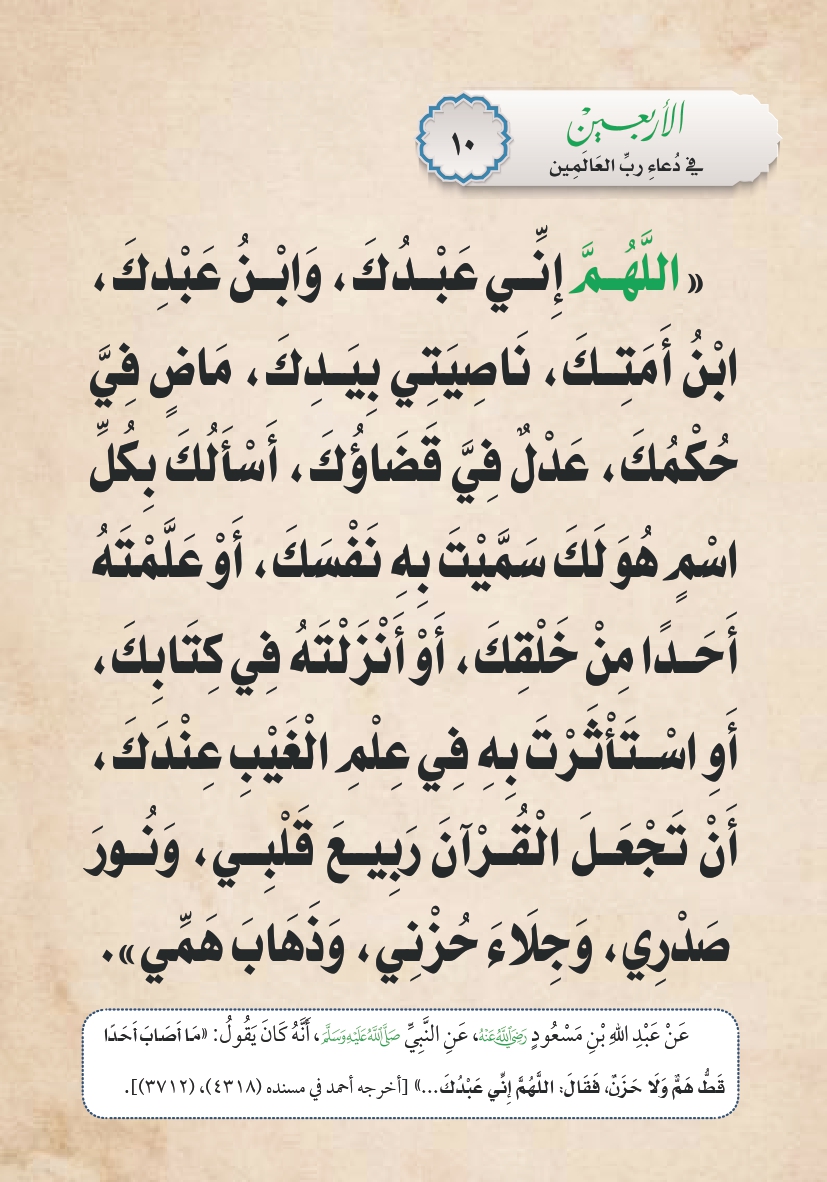 الأربعين
في دُعاءِ ربِّ العَالَمِين
١٠
«اللَّهُمَّ إِنِّي عَبْدُكَ، وَابْنُ عَبْدِكَ،
ابْنُ أَمَتِكَ، نَاصِيَتِي بِيَدِكَ، مَاضٍ فِيَّ
حُكْمُكَ، عَدْلٌ فِيَّ قَضَاؤُكَ، أَسْأَلُكَ بِكُلِّ
اسْمٍ هُوَ لَكَ سَمَّيْتَ بِهِ نَفْسَكَ، أَوْ عَلَّمْتَهُ
أَحَدًا مِنْ خَلْقِكَ، أَوْ أَنْزَلْتَهُ فِي كِتَابِكَ،
أَوِ اسْتَأْثَرْتَ بِهِ فِي عِلْمِ الْغَيْبِ عِنْدَكَ،
أَنْ تَجْعَلَ الْقُرْآنَ رَبِيعَ قَلْبِي، وَنُورَ
صَدْرِي، وَجِلَاءَ حُزْنِي، وَذَهَابَ هَمِّي».
عَنْ عَبْدِ اللهِ بْنِ مَسْعُودٍ رَضِيَ اللَّهُ عَنْهُ، عَنِ النَّبِيِّ صَلَّى اللَّهُ عَلَيْهِ وَسَلَّمَ، أَنَّهُ كَانَ يَقُولُ: «مَا أَصَابَ أَحَدًا
قَطُّ هَمٌّ وَلَا حَزَنٌ، فَقَالَ: اللَّهُمَّ إِنِّي عَبْدُكَ...» [أخرجه أحمد في مسنده (٤٣١٨)، (٣٧١٢)].